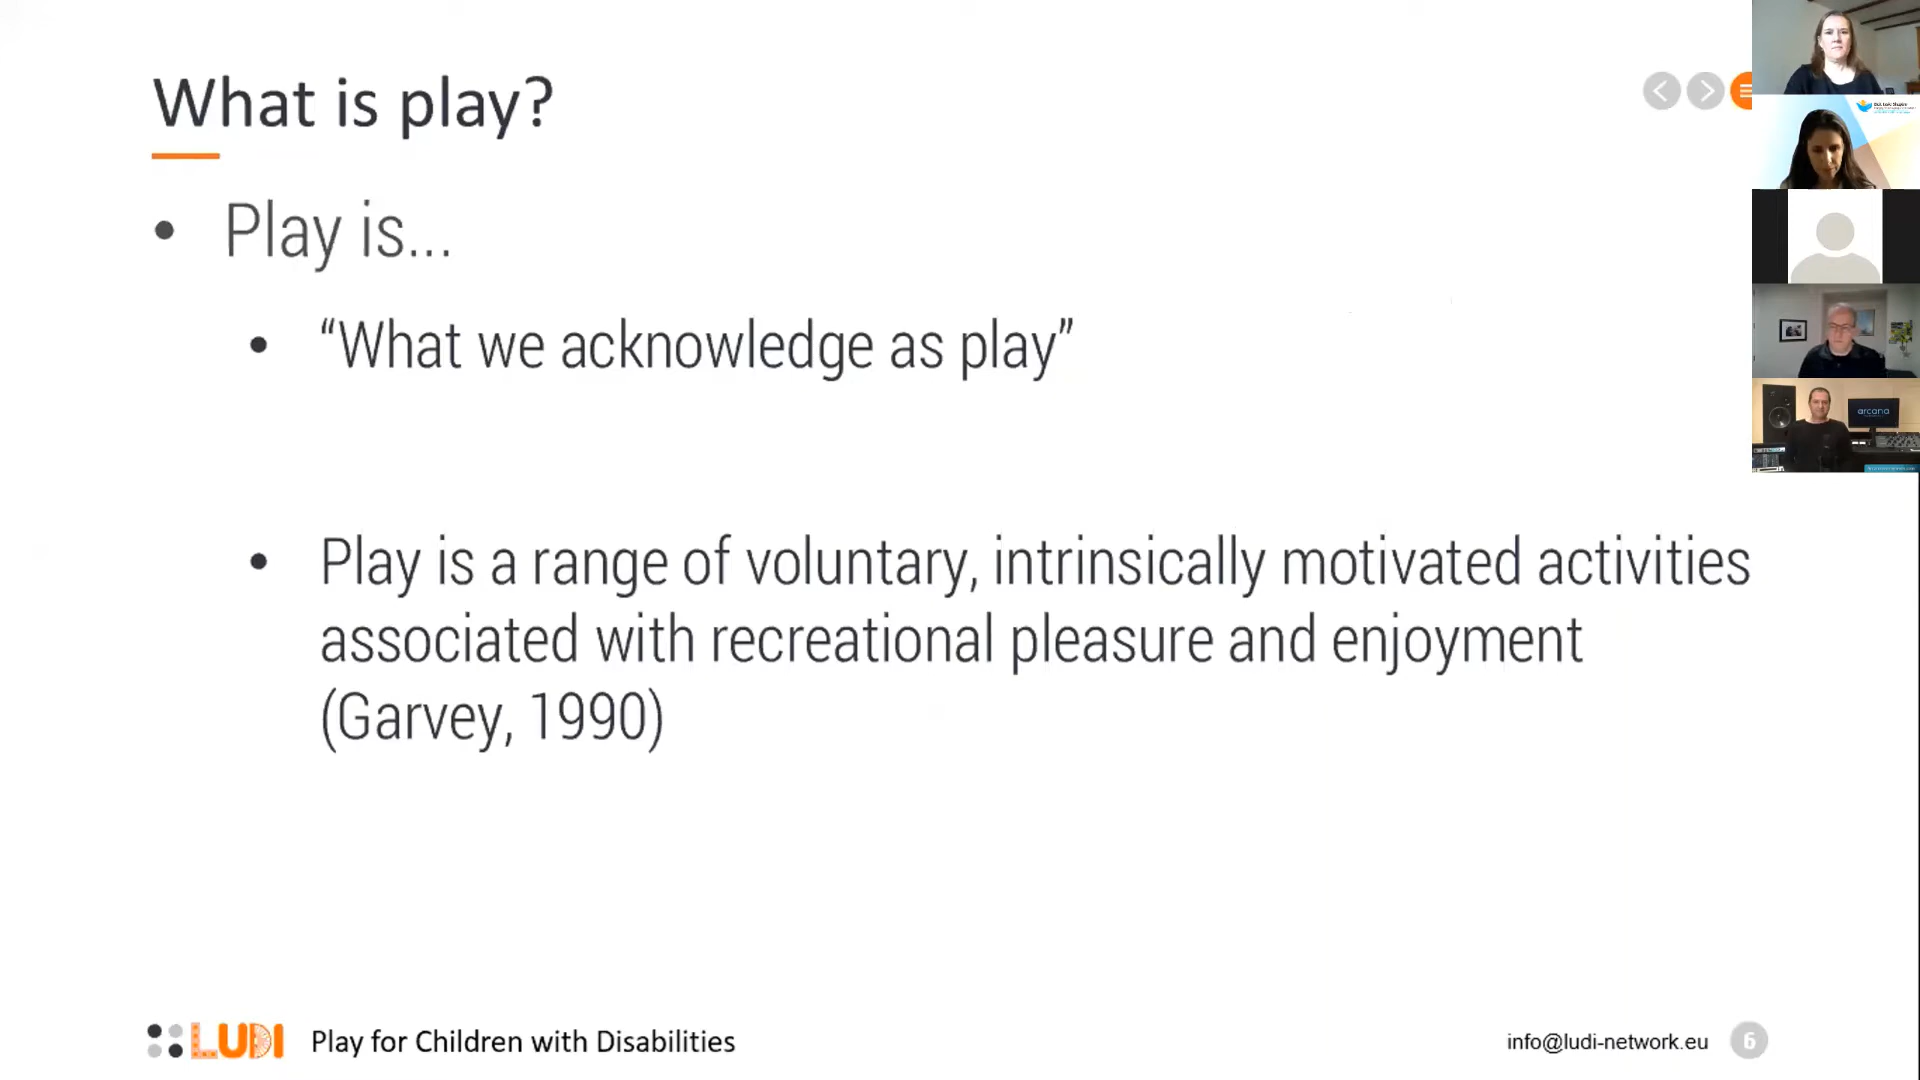 What is play?
• Play is...
• “What we acknowledge as play”
• Play is a range of voluntary, intrinsically motivated activities
associated with recreational pleasure and enjoyment
(Garvey, 1990)
LUDI
Play for Children with Disabilities
info@ludi-network.eu
6
arcana